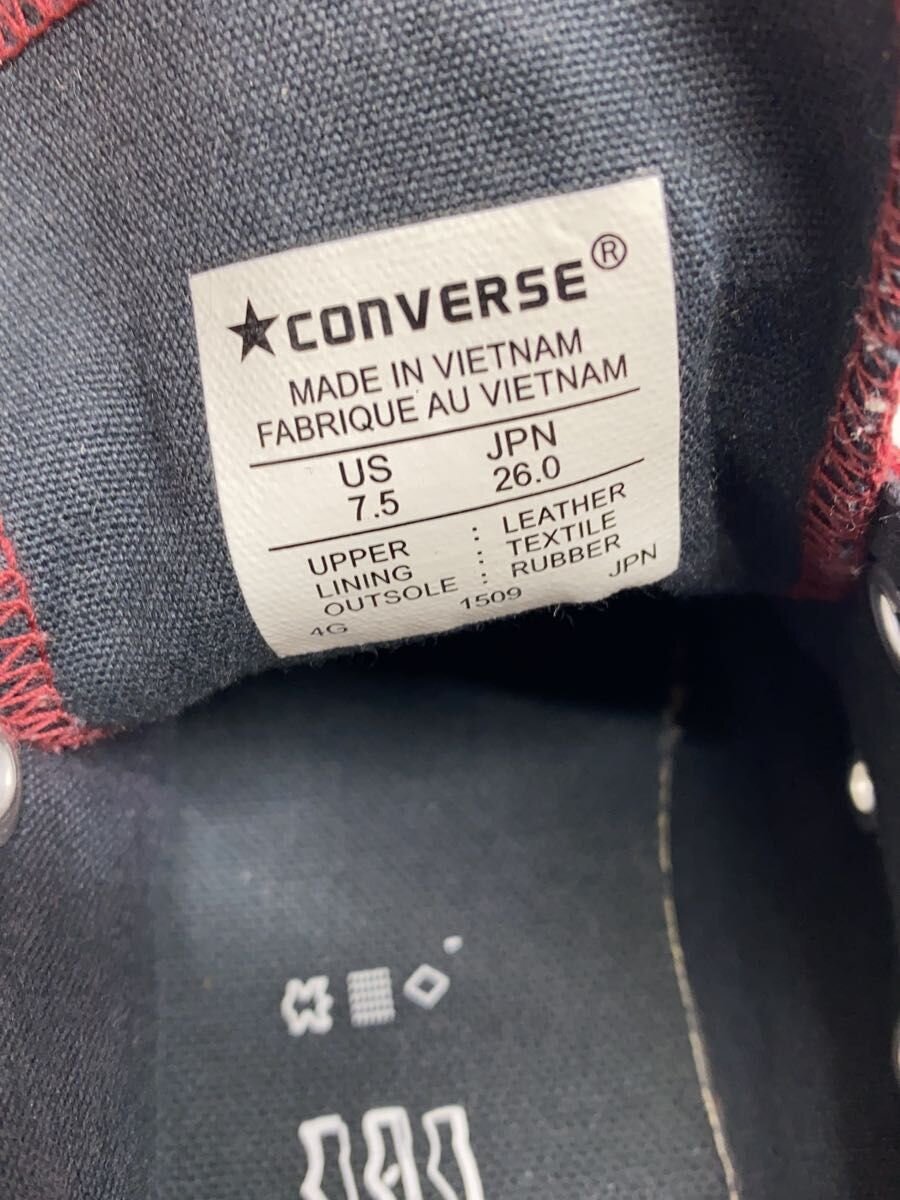 ★CONVERSE®
MADE IN VIETNAM
FABRIQUE AU VIETNAM
US JPN
7.5 26.0
UPPER : LEATHER
LINING : TEXTILE
OUTSOLE : RUBBER
4G 1509 JPN